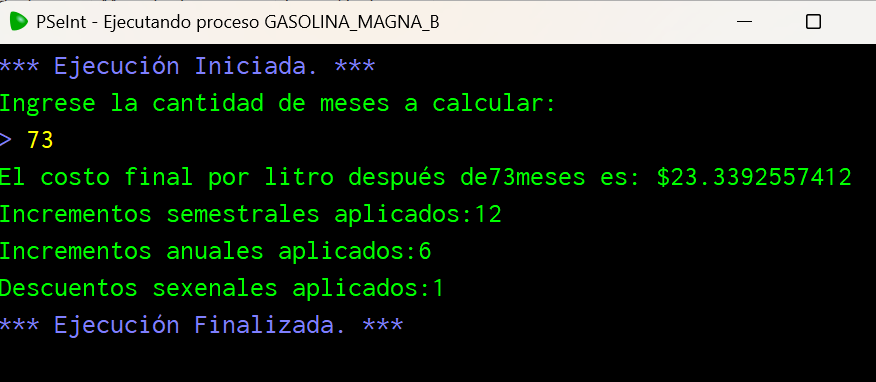 PSeInt - Ejecutando proceso GASOLINA_MAGNA_B
*** Ejecución Iniciada. ***
Ingrese la cantidad de meses a calcular:
> 73
El costo final por litro después de73meses es: $23.3392557412
Incrementos semestrales aplicados:12
Incrementos anuales aplicados:6
Descuentos sexenales aplicados:1
*** Ejecución Finalizada. ***